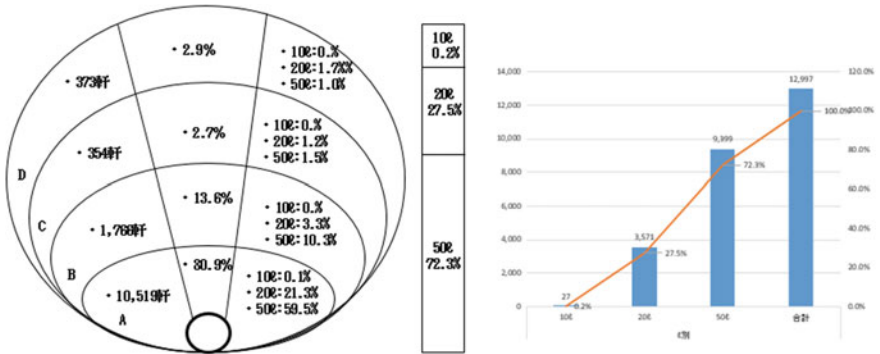 ・2.9%
・10ℓ:0.%
・20ℓ:1.7%%
・50ℓ:1.0%
・373軒
・2.7%
・10ℓ:0.%
・20ℓ:1.2%
・50ℓ:1.5%
・354軒
D
・13.6%
・10ℓ:0.%
・20ℓ:3.3%
・50ℓ:10.3%
・1,768軒
C
・80.9%
・10ℓ:0.1%
・20ℓ:21.3%
・50ℓ:59.5%
・10,519軒
B
A
10ℓ
0.2%
20ℓ
27.5%
50ℓ
72.3%
14,000
12,000
10,000
8,000
6,000
4,000
2,000
0
120.0%
100.0%
80.0%
60.0%
40.0%
20.0%
0.0%
27
0.2%
3,571
27.5%
9,399
72.3%
12,997
100.0%
10ℓ
20ℓ
50ℓ
合計
ℓ別